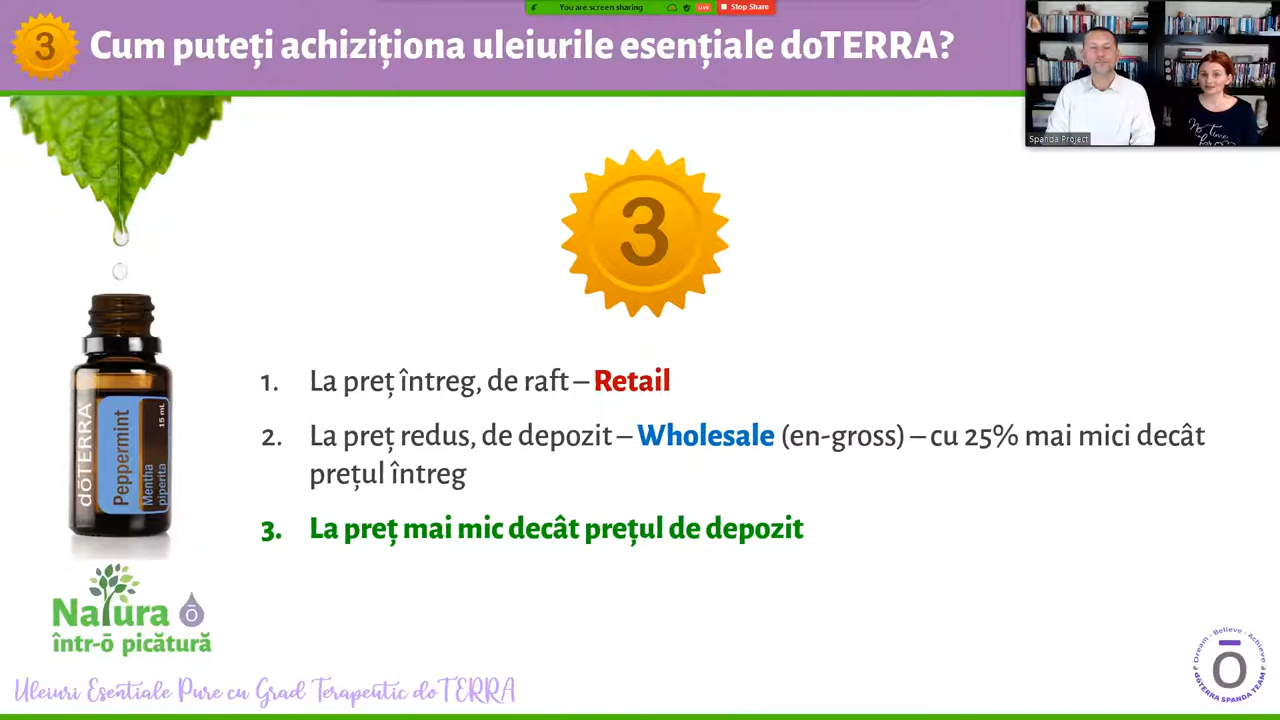 You are screen sharing
LIVE
Stop Share
3
Cum puteți achiziționa uleiurile esențiale doTERRA?
Spanda Project
3
1. La preț întreg, de raft – Retail
2. La preț redus, de depozit – Wholesale (en-gross) – cu 25% mai mici decât
prețul întreg
3. La preț mai mic decât prețul de depozit
dōTERRA
Peppermint
Mentha
piperita
15 mL
Natura ō
într-ō picătură
Uleiuri Esentiale Pure cu Grad Terapeutic doTERRA
Dream - Believe - Achieve
Ō
dōTERRA SPANDA TEAM